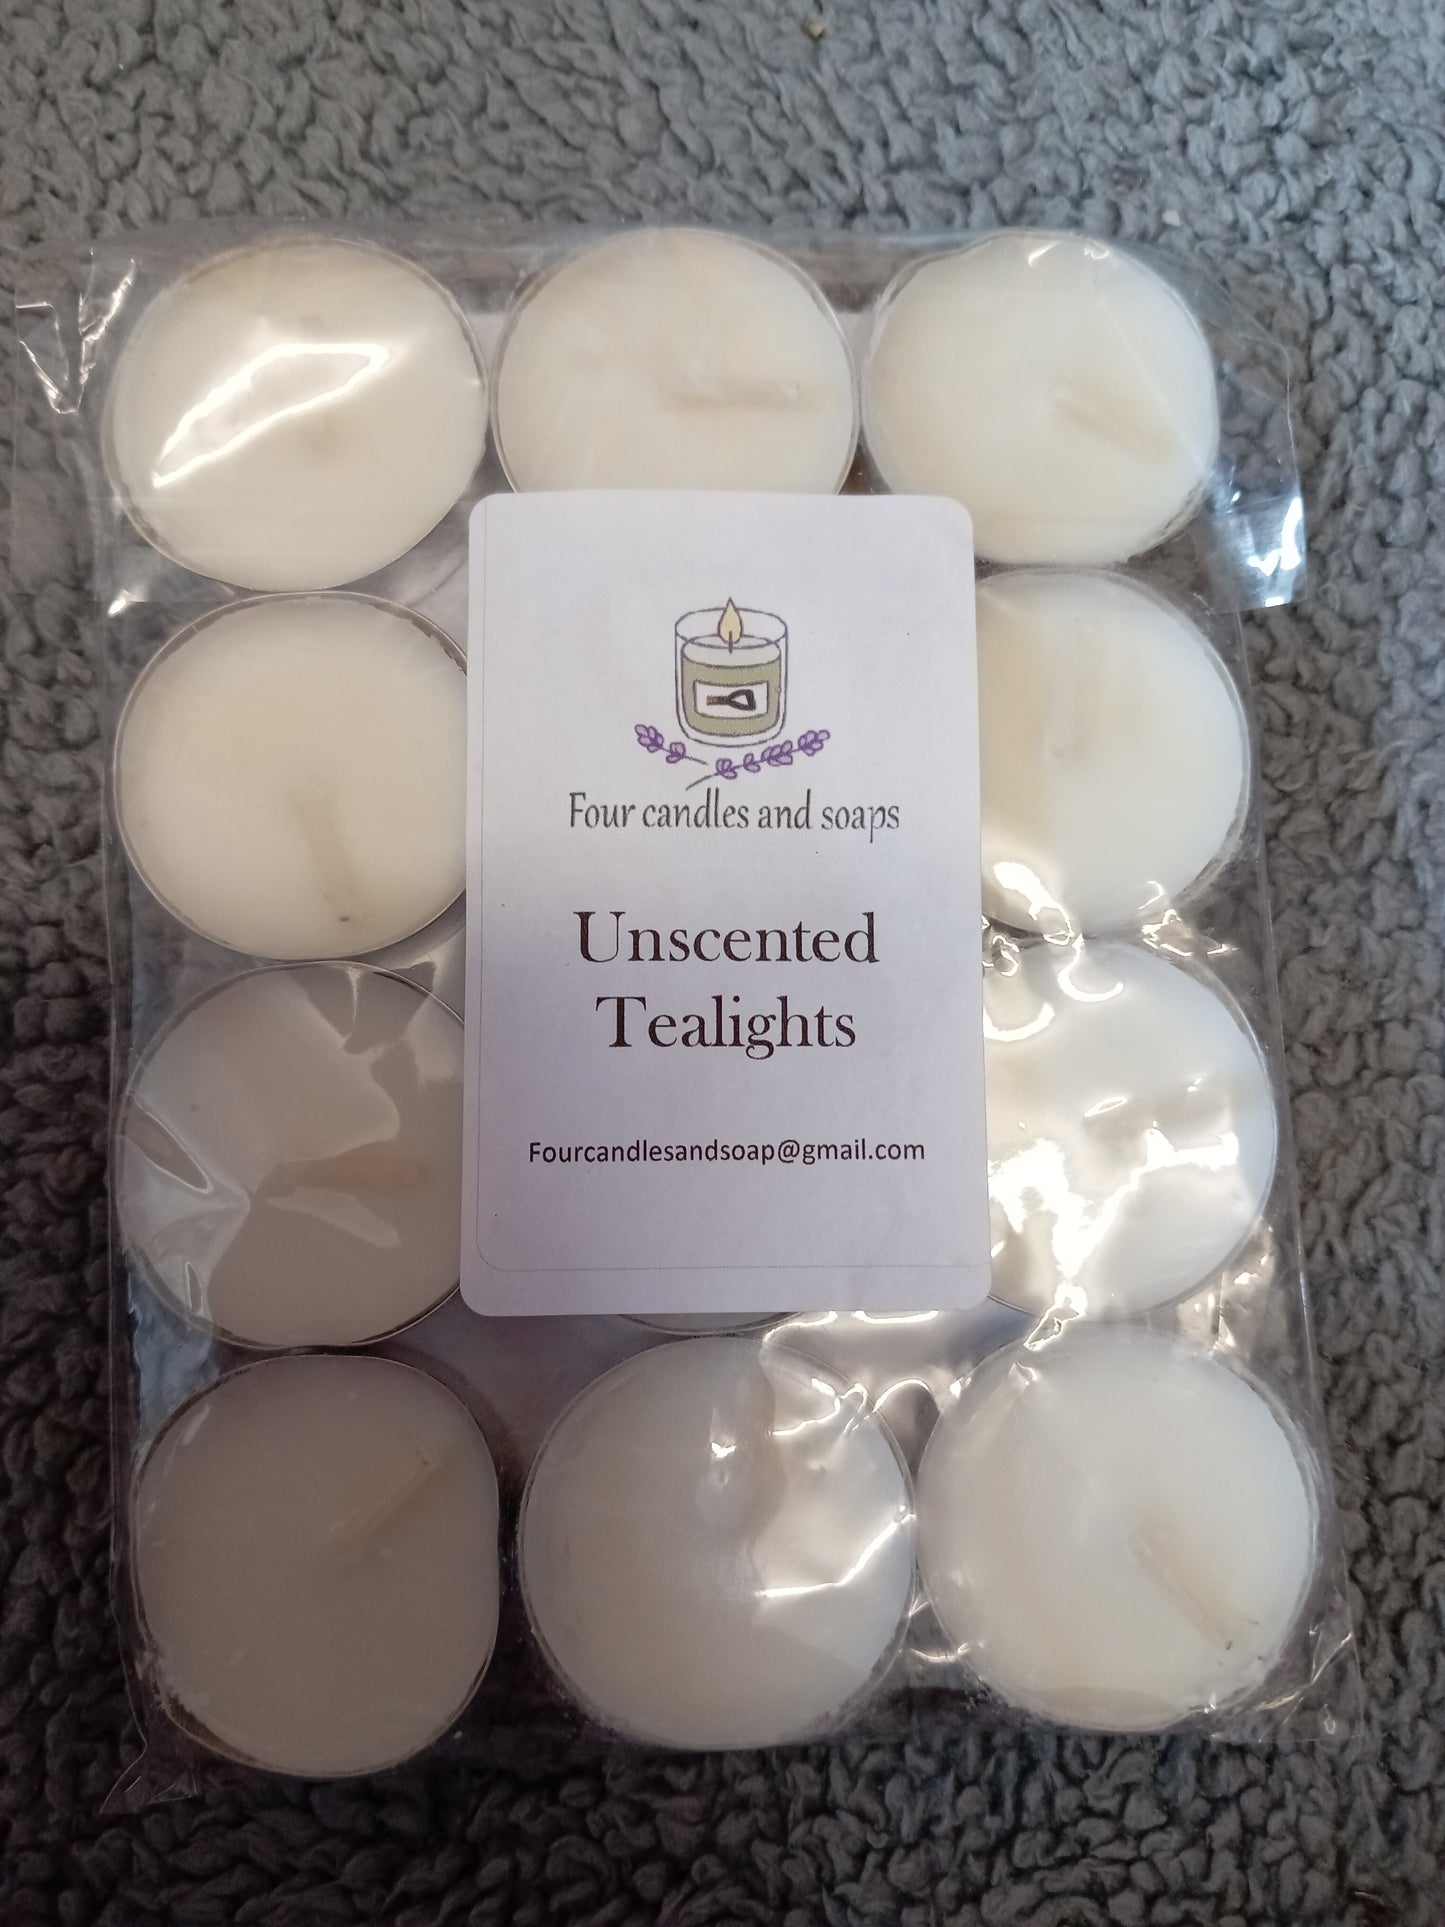 Four candles and soaps
Unscented
Tealights
Fourcandlesandsoap@gmail.com